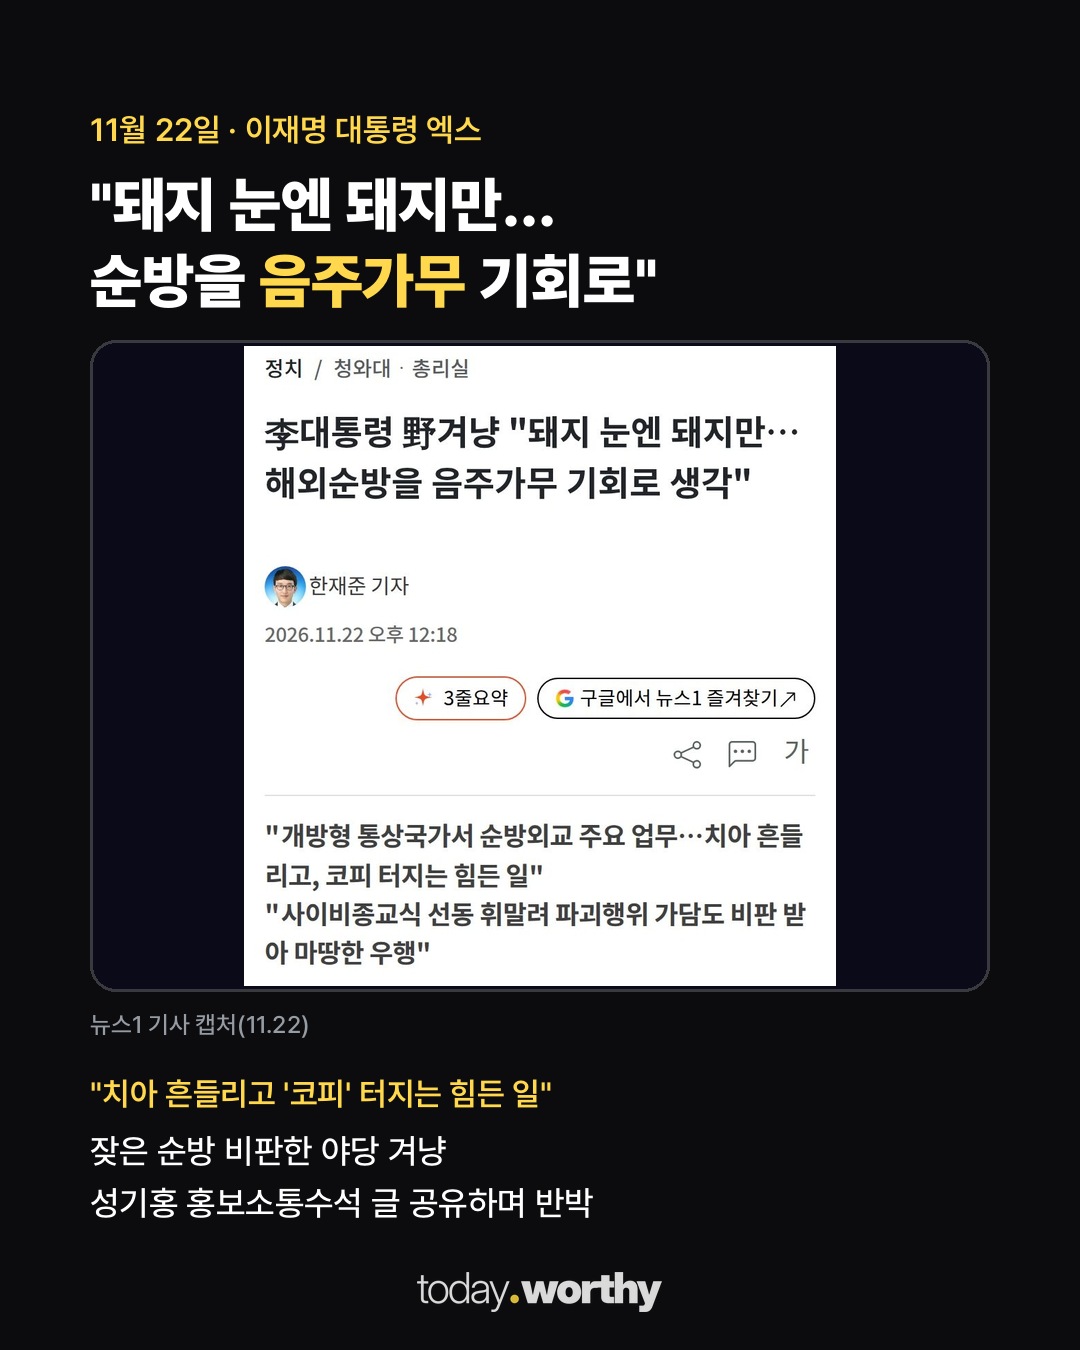 11월 22일 · 이재명 대통령 엑스
"돼지 눈엔 돼지만...
순방을 음주가무 기회로"
정치 / 청와대 · 총리실
李대통령 野겨냥 "돼지 눈엔 돼지만…
해외순방을 음주가무 기회로 생각"
한재준 기자
2026.11.22 오후 12:18
3줄요약
구글에서 뉴스1 즐겨찾기↗
가
"개방형 통상국가서 순방외교 주요 업무…치아 흔들
리고, 코피 터지는 힘든 일"
"사이비종교식 선동 휘말려 파괴행위 가담도 비판 받
아 마땅한 우행"
뉴스1 기사 캡처(11.22)
"치아 흔들리고 '코피' 터지는 힘든 일"
잦은 순방 비판한 야당 겨냥
성기홍 홍보소통수석 글 공유하며 반박
today.worthy